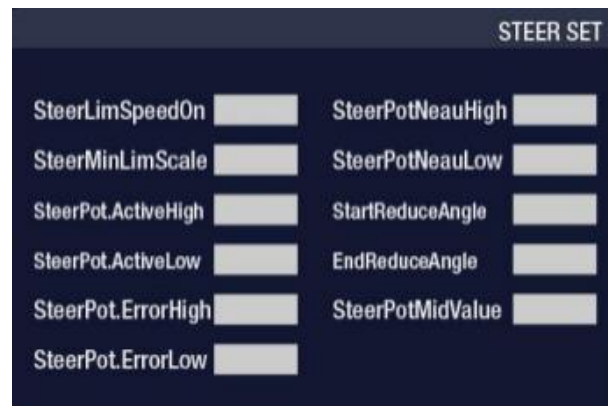 STEER SET
SteerLimSpeedOn
SteerMinLimScale
SteerPot.ActiveHigh
SteerPot.ActiveLow
SteerPot.ErrorHigh
SteerPot.ErrorLow
SteerPotNeauHigh
SteerPotNeauLow
StartReduceAngle
EndReduceAngle
SteerPotMidValue